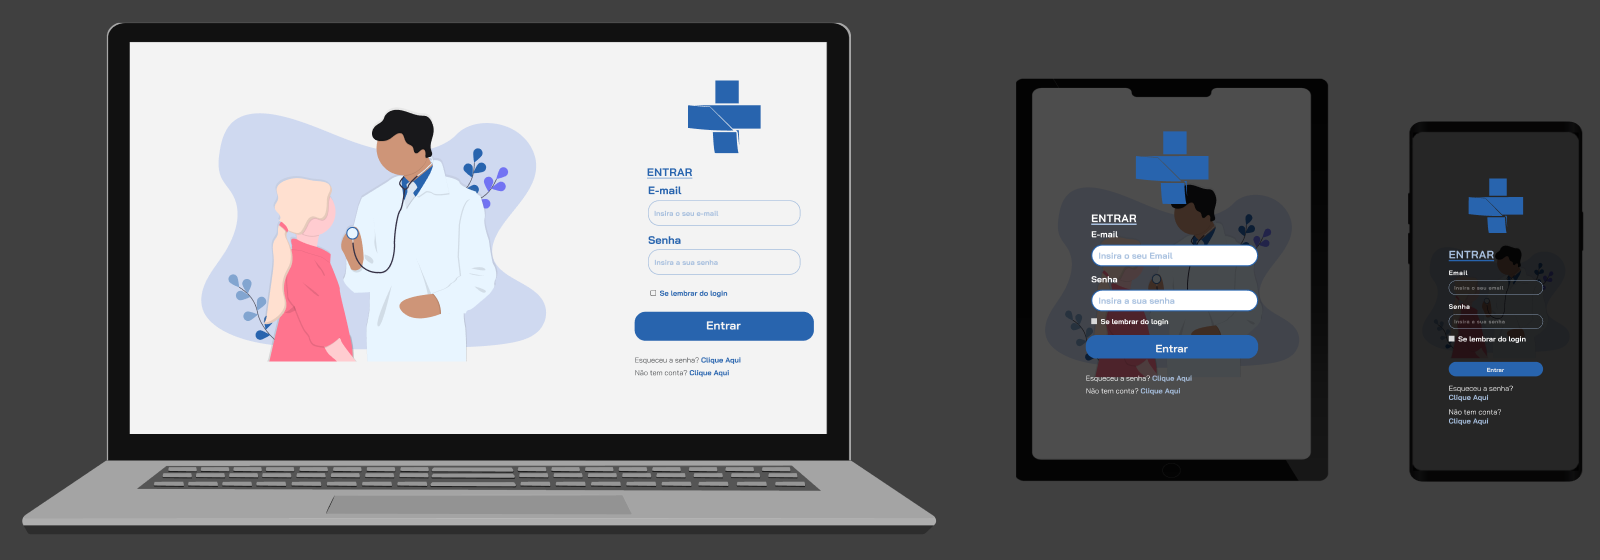 ENTRAR
E-mail
Insira o seu e-mail
Senha
Insira a sua senha
Se lembrar do login
Entrar
Esqueceu a senha? Clique Aqui
Não tem conta? Clique Aqui
ENTRAR
E-mail
Insira o seu Email
Senha
Insira a sua senha
Se lembrar do login
Entrar
Esqueceu a senha? Clique Aqui
Não tem conta? Clique Aqui
ENTRAR
Email
Insira o seu email
Senha
Insira a sua senha
Se lembrar do login
Entrar
Esqueceu a senha?
Clique Aqui
Não tem conta?
Clique Aqui